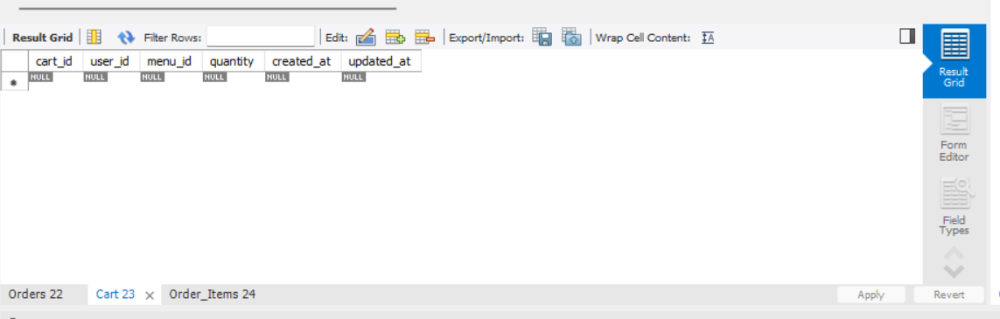 Result Grid Filter Rows: Edit: Export/Import: Wrap Cell Content: IA
cart_id user_id menu_id quantity created_at updated_at
NULL NULL NULL NULL NULL NULL
Result
Grid
Form
Editor
Field
Types
Orders 22 Cart 23 × Order_Items 24 Apply Revert